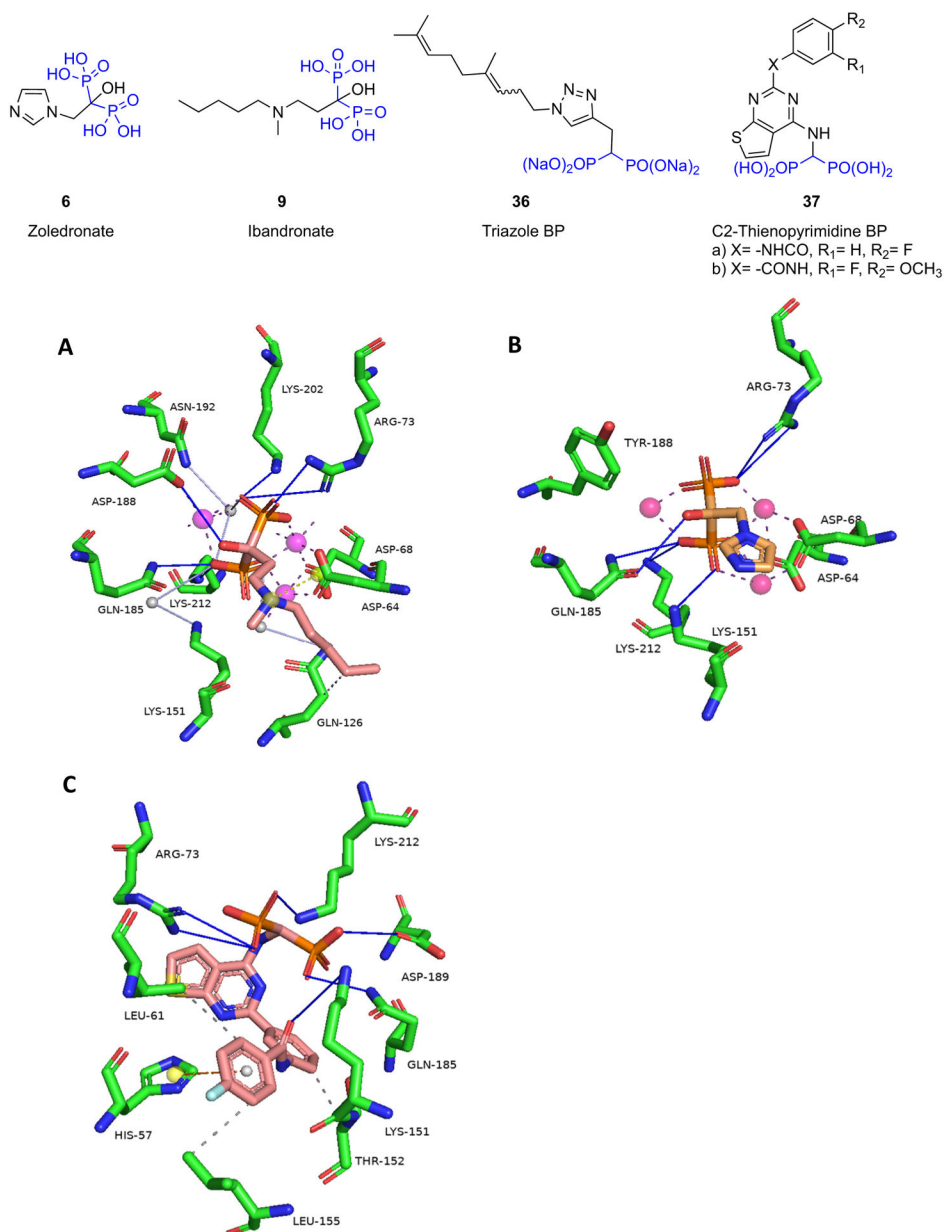 HO
HO
P
O
OH
P
O
HO
OH
N
N
6
Zoledronate
HO
HO
P
O
OH
P
O
HO
OH
N
9
Ibandronate
N
N
N
(NaO)₂OP
PO(ONa)₂
36
Triazole BP
R₂
R₁
X
N
N
S
NH
(HO)₂OP
PO(OH)₂
37
C2-Thienopyrimidine BP
a) X= -NHCO, R₁= H, R₂= F
b) X= -CONH, R₁= F, R₂= OCH₃
A
LYS-202
ASN-192
ARG-73
ASP-188
ASP-68
GLN-185
LYS-212
ASP-64
LYS-151
GLN-126
B
ARG-73
TYR-188
ASP-68
ASP-64
GLN-185
LYS-151
LYS-212
C
ARG-73
LYS-212
ASP-189
LEU-61
GLN-185
HIS-57
LYS-151
THR-152
LEU-155